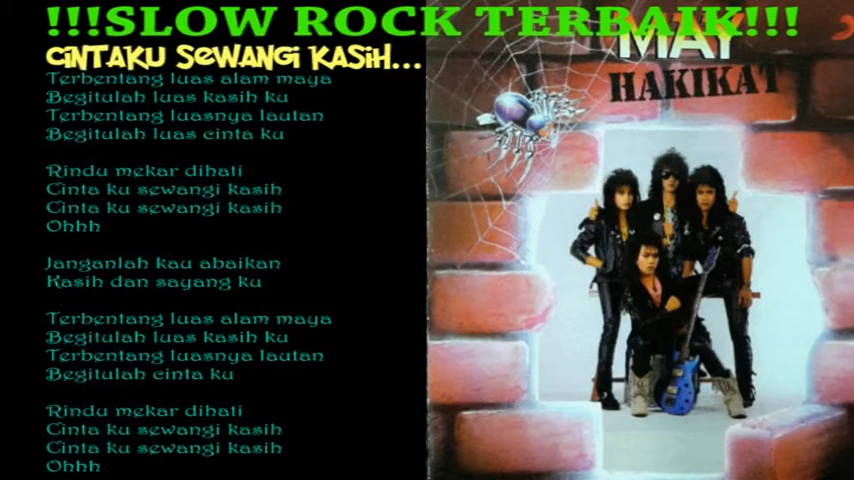 !!!SLOW ROCK TERBAIK!!!
CINTAKU SEWANGI KASIH...
Terbentang luas alam maya
Begitulah luas kasih ku
Terbentang luasnya lautan
Begitulah luas cinta ku
Rindu mekar dihati
Cinta ku sewangi kasih
Cinta ku sewangi kasih
Ohhh
Janganlah kau abaikan
Kasih dan sayang ku
Terbentang luas alam maya
Begitulah luas kasih ku
Terbentang luasnya lautan
Begitulah cinta ku
Rindu mekar dihati
Cinta ku sewangi kasih
Cinta ku sewangi kasih
Ohhh
MAY
HAKIKAT